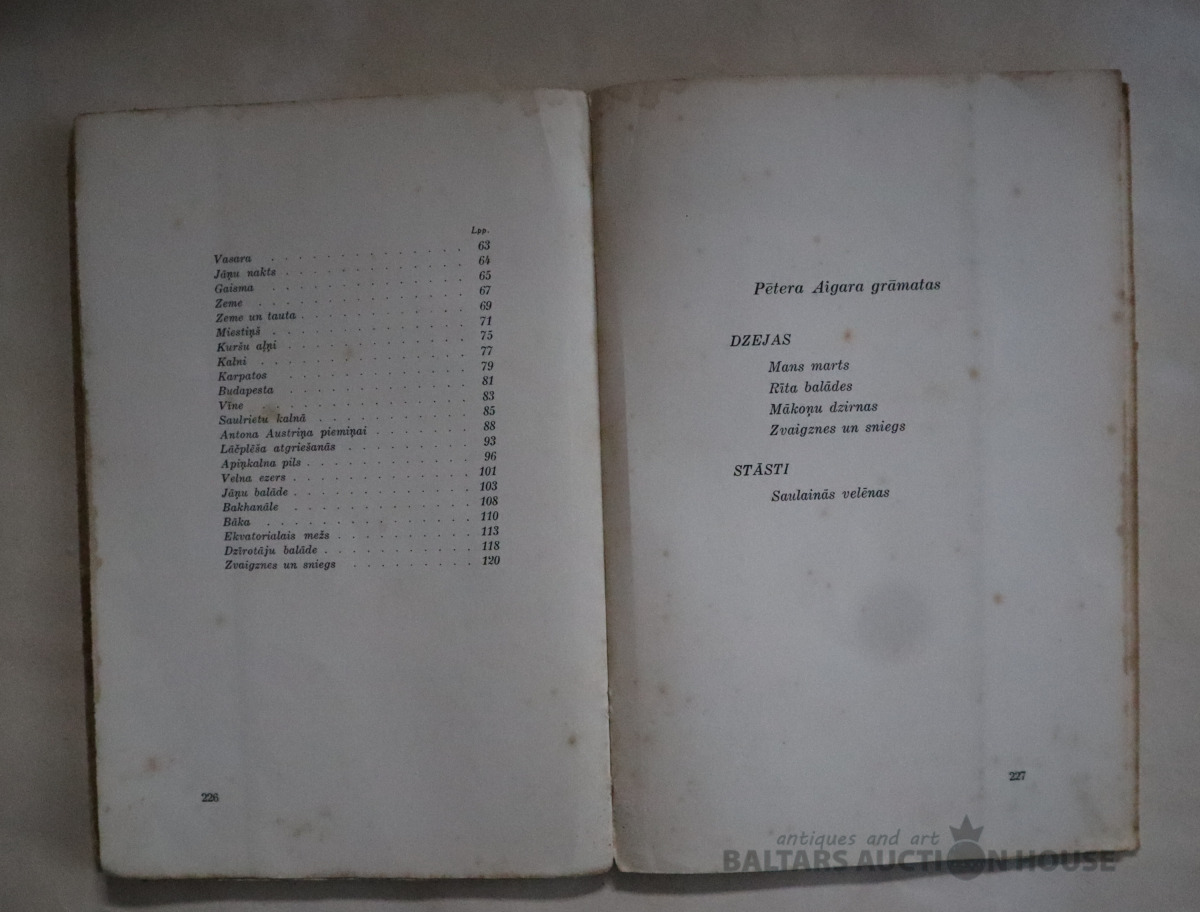 Lpp.
Vasara . . . . . . . . . . . . 63
Jāņu nakts . . . . . . . . . . . 64
Gaisma . . . . . . . . . . . . 65
Zeme . . . . . . . . . . . . 67
Zeme un tauta . . . . . . . . . . 69
Miestiņā . . . . . . . . . . . . 71
Kuršu aļņi . . . . . . . . . . . 75
Kalni . . . . . . . . . . . . 77
Karpatos . . . . . . . . . . . 79
Budapesta . . . . . . . . . . . 81
Vīne . . . . . . . . . . . . 83
Saulrietu kalnā . . . . . . . . . 85
Antona Austriņa piemiņai . . . . . . . 88
Lāčplēša atgriešanās . . . . . . . . 93
Apiņkalna pils . . . . . . . . . . 96
Velna ezers . . . . . . . . . . . 101
Jāņu balāde . . . . . . . . . . . 103
Bakhanāle . . . . . . . . . . . 108
Bāka . . . . . . . . . . . . 110
Ekvatorialais mežs . . . . . . . . . 113
Dzīrotāju balāde . . . . . . . . . 118
Zvaigznes un sniegs . . . . . . . . . 120
226
Pētera Aigara grāmatas
DZEJAS
Mans marts
Rīta balādes
Mākoņu dzirnas
Zvaigznes un sniegs
STĀSTI
Saulainās velēnas
227
antiques and art
BALTARS AUCTION HOUSE